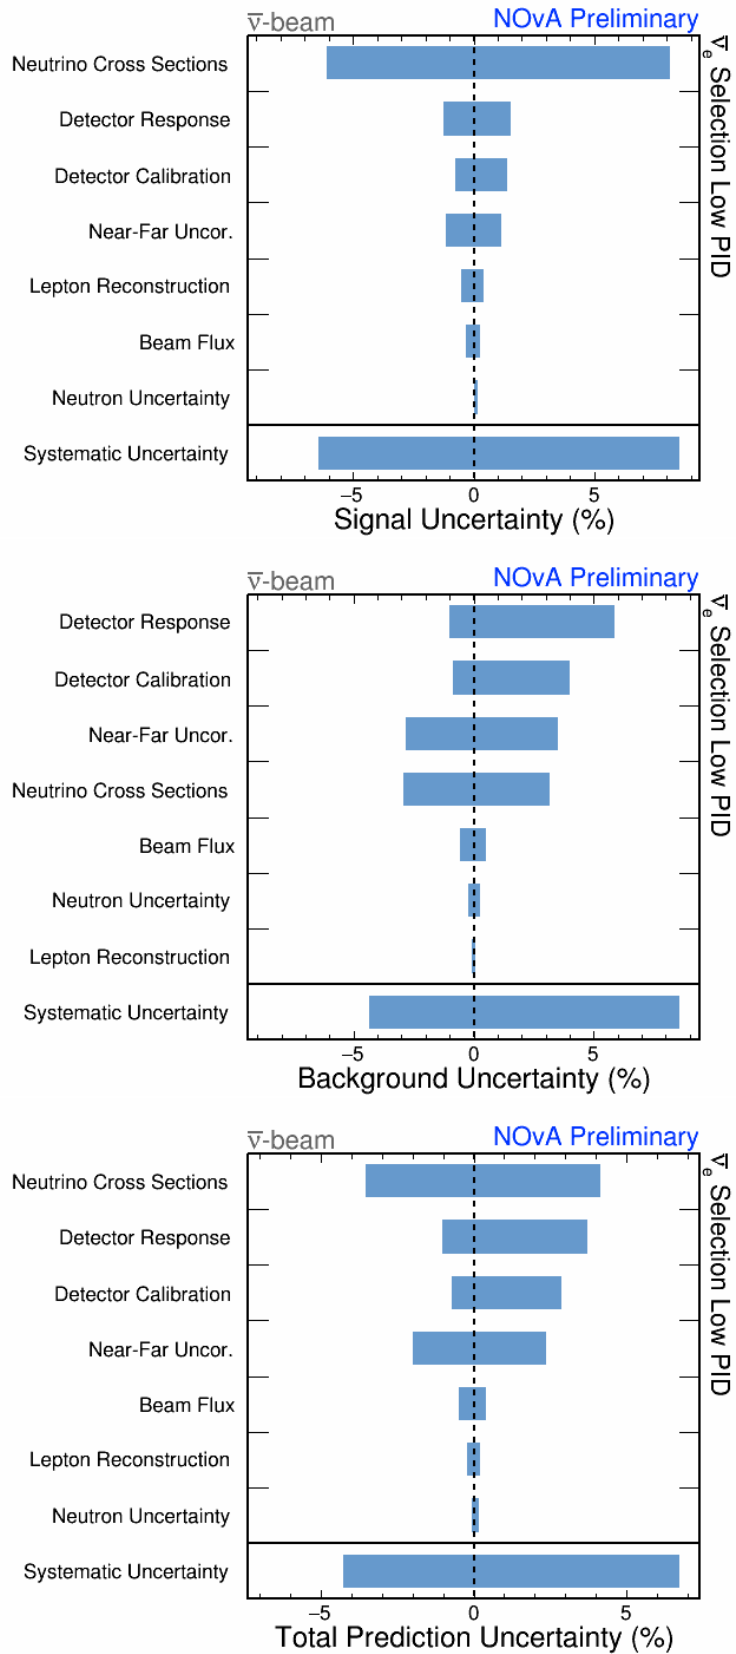 ν̅-beam NOvA Preliminary
Neutrino Cross Sections
Detector Response
Detector Calibration
Near-Far Uncor.
Lepton Reconstruction
Beam Flux
Neutron Uncertainty
Systematic Uncertainty
ν̅e Selection Low PID
−5 0 5
Signal Uncertainty (%)
ν̅-beam NOvA Preliminary
Detector Response
Detector Calibration
Near-Far Uncor.
Neutrino Cross Sections
Beam Flux
Neutron Uncertainty
Lepton Reconstruction
Systematic Uncertainty
ν̅e Selection Low PID
−5 0 5
Background Uncertainty (%)
ν̅-beam NOvA Preliminary
Neutrino Cross Sections
Detector Response
Detector Calibration
Near-Far Uncor.
Beam Flux
Lepton Reconstruction
Neutron Uncertainty
Systematic Uncertainty
ν̅e Selection Low PID
−5 0 5
Total Prediction Uncertainty (%)